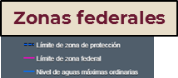 Zonas federales
Límite de zona de protección
Límite de zona federal
Nivel de aguas máximas ordinarias